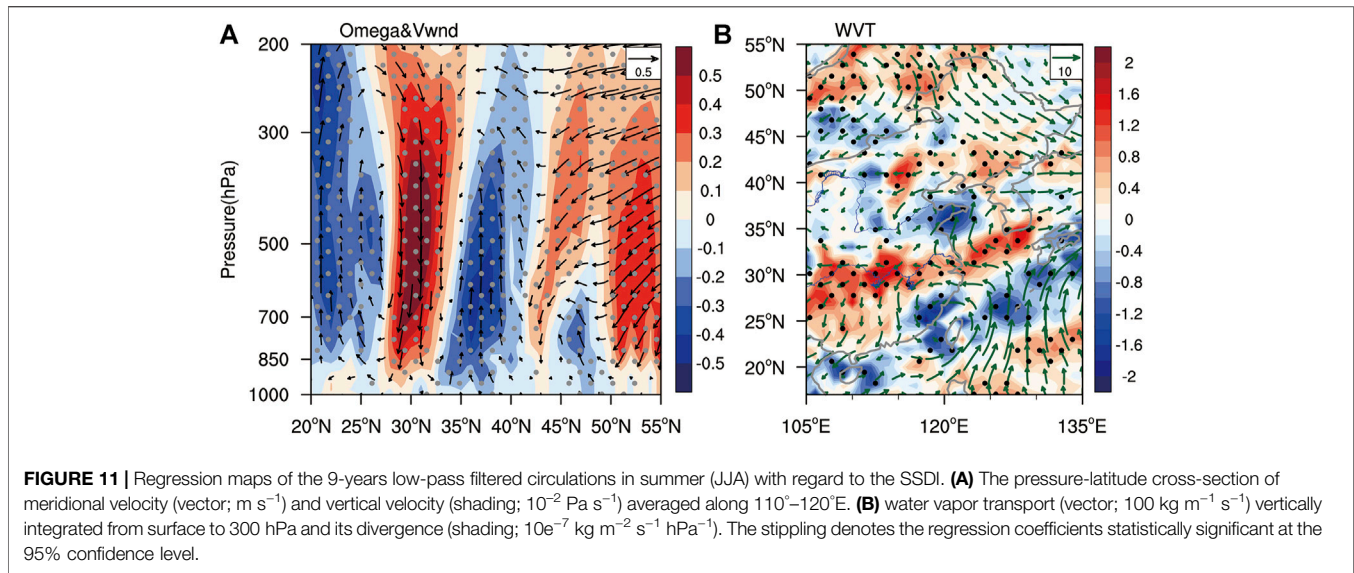 A Omega&Vwnd
200
300
500
700
850
1000
Pressure(hPa)
20°N 25°N 30°N 35°N 40°N 45°N 50°N 55°N
0.5
0.5
0.4
0.3
0.2
0.1
0
-0.1
-0.2
-0.3
-0.4
-0.5
B WVT
55°N
50°N
45°N
40°N
35°N
30°N
25°N
20°N
105°E 120°E 135°E
10
2
1.6
1.2
0.8
0.4
0
-0.4
-0.8
-1.2
-1.6
-2
FIGURE 11 | Regression maps of the 9-years low-pass filtered circulations in summer (JJA) with regard to the SSDI. (A) The pressure-latitude cross-section of
meridional velocity (vector; m s⁻¹) and vertical velocity (shading; 10⁻² Pa s⁻¹) averaged along 110°–120°E. (B) water vapor transport (vector; 100 kg m⁻¹ s⁻¹) vertically
integrated from surface to 300 hPa and its divergence (shading; 10e⁻⁷ kg m⁻² s⁻¹ hPa⁻¹). The stippling denotes the regression coefficients statistically significant at the
95% confidence level.